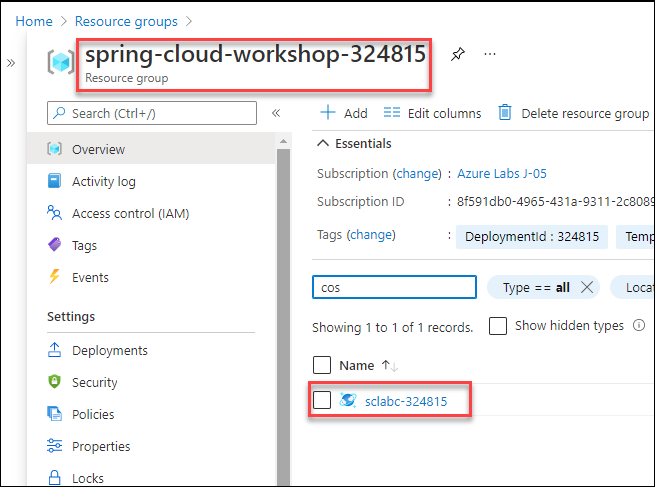 Home > Resource groups >
»
spring-cloud-workshop-324815
...
Resource group
Search (Ctrl+/)
«
Overview
Activity log
Access control (IAM)
Tags
Events
Settings
Deployments
Security
Policies
Properties
Locks
Add
Edit columns
Delete resource group
Essentials
Subscription (change) : Azure Labs J-05
Subscription ID : 8f591db0-4965-431a-9311-2c808
Tags (change) : DeploymentId : 324815
cos
Type == all
Showing 1 to 1 of 1 records.
Show hidden types
Name ↑↓
sclabc-324815